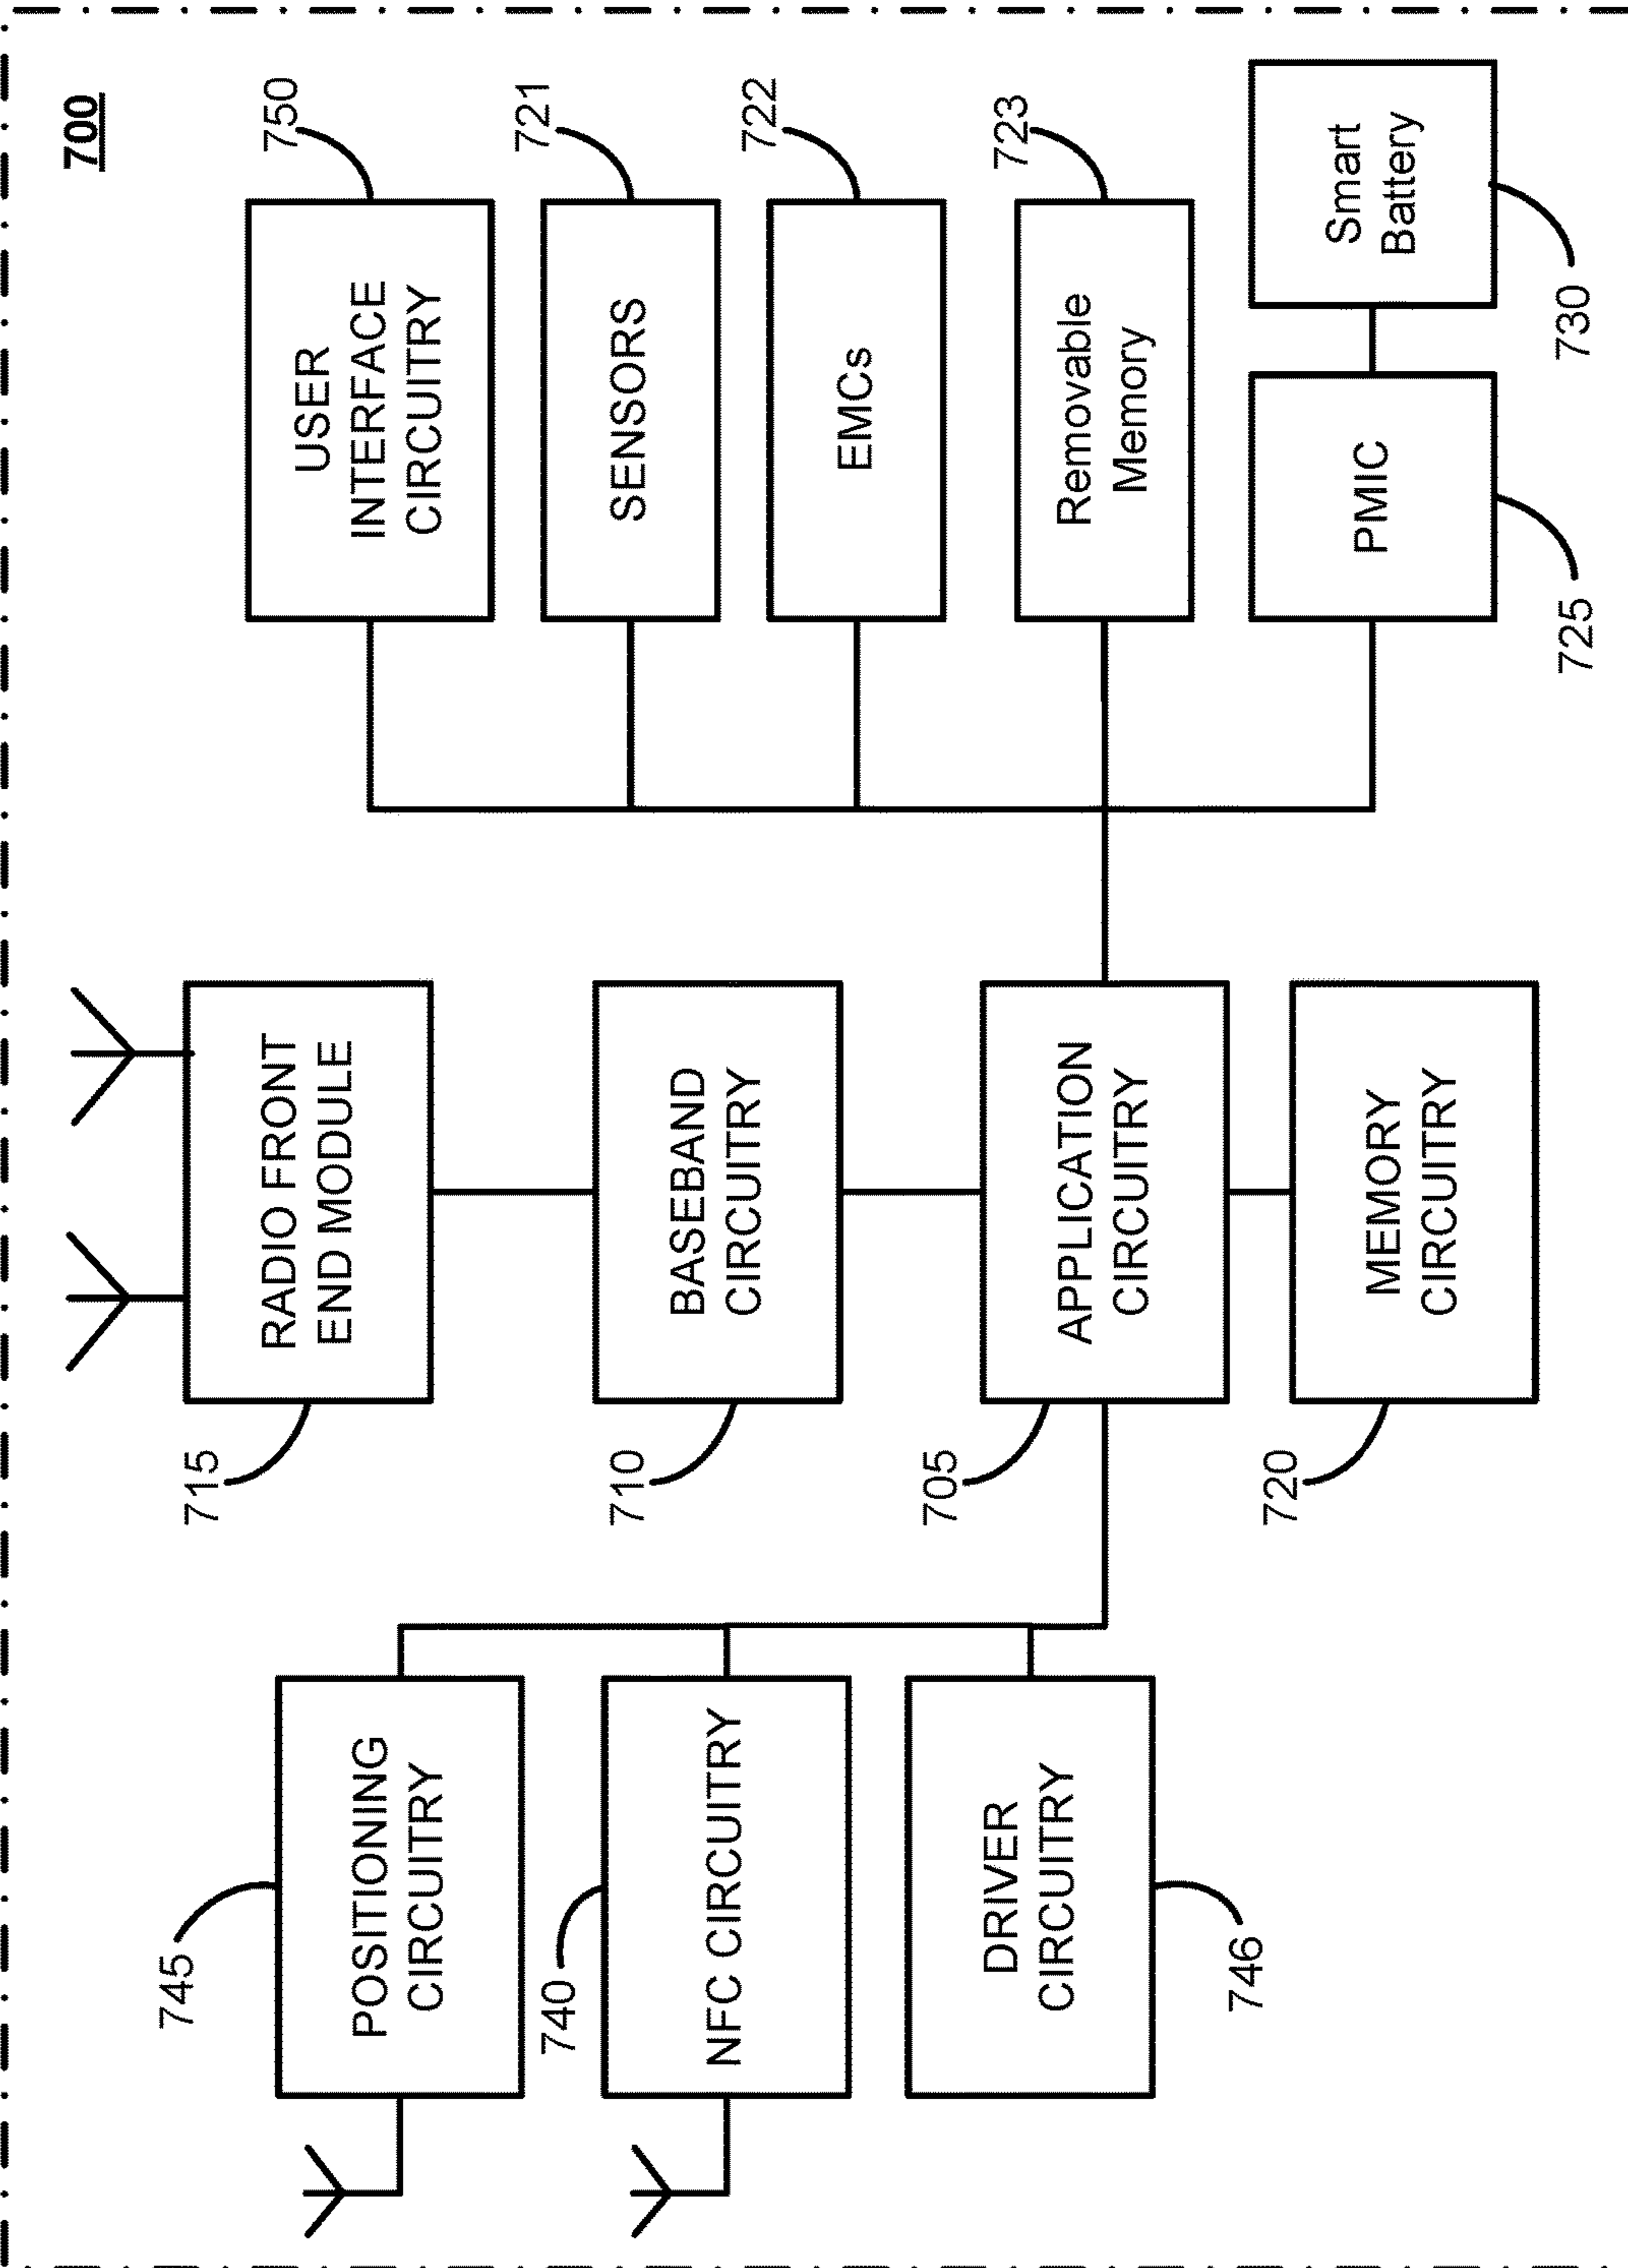 700
745
POSITIONING
CIRCUITRY
740
NFC CIRCUITRY
DRIVER
CIRCUITRY
746
715
RADIO FRONT
END MODULE
710
BASEBAND
CIRCUITRY
705
APPLICATION
CIRCUITRY
720
MEMORY
CIRCUITRY
750
USER
INTERFACE
CIRCUITRY
721
SENSORS
722
EMCs
723
Removable
Memory
PMIC
725
Smart
Battery
730